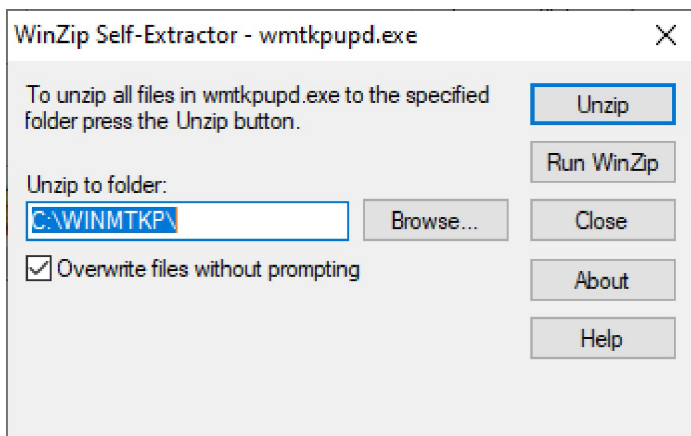 WinZip Self-Extractor - wmtkpupd.exe
To unzip all files in wmtkpupd.exe to the specified
folder press the Unzip button.
Unzip to folder:
C:\WINMTKP\
Browse...
Overwrite files without prompting
Unzip
Run WinZip
Close
About
Help